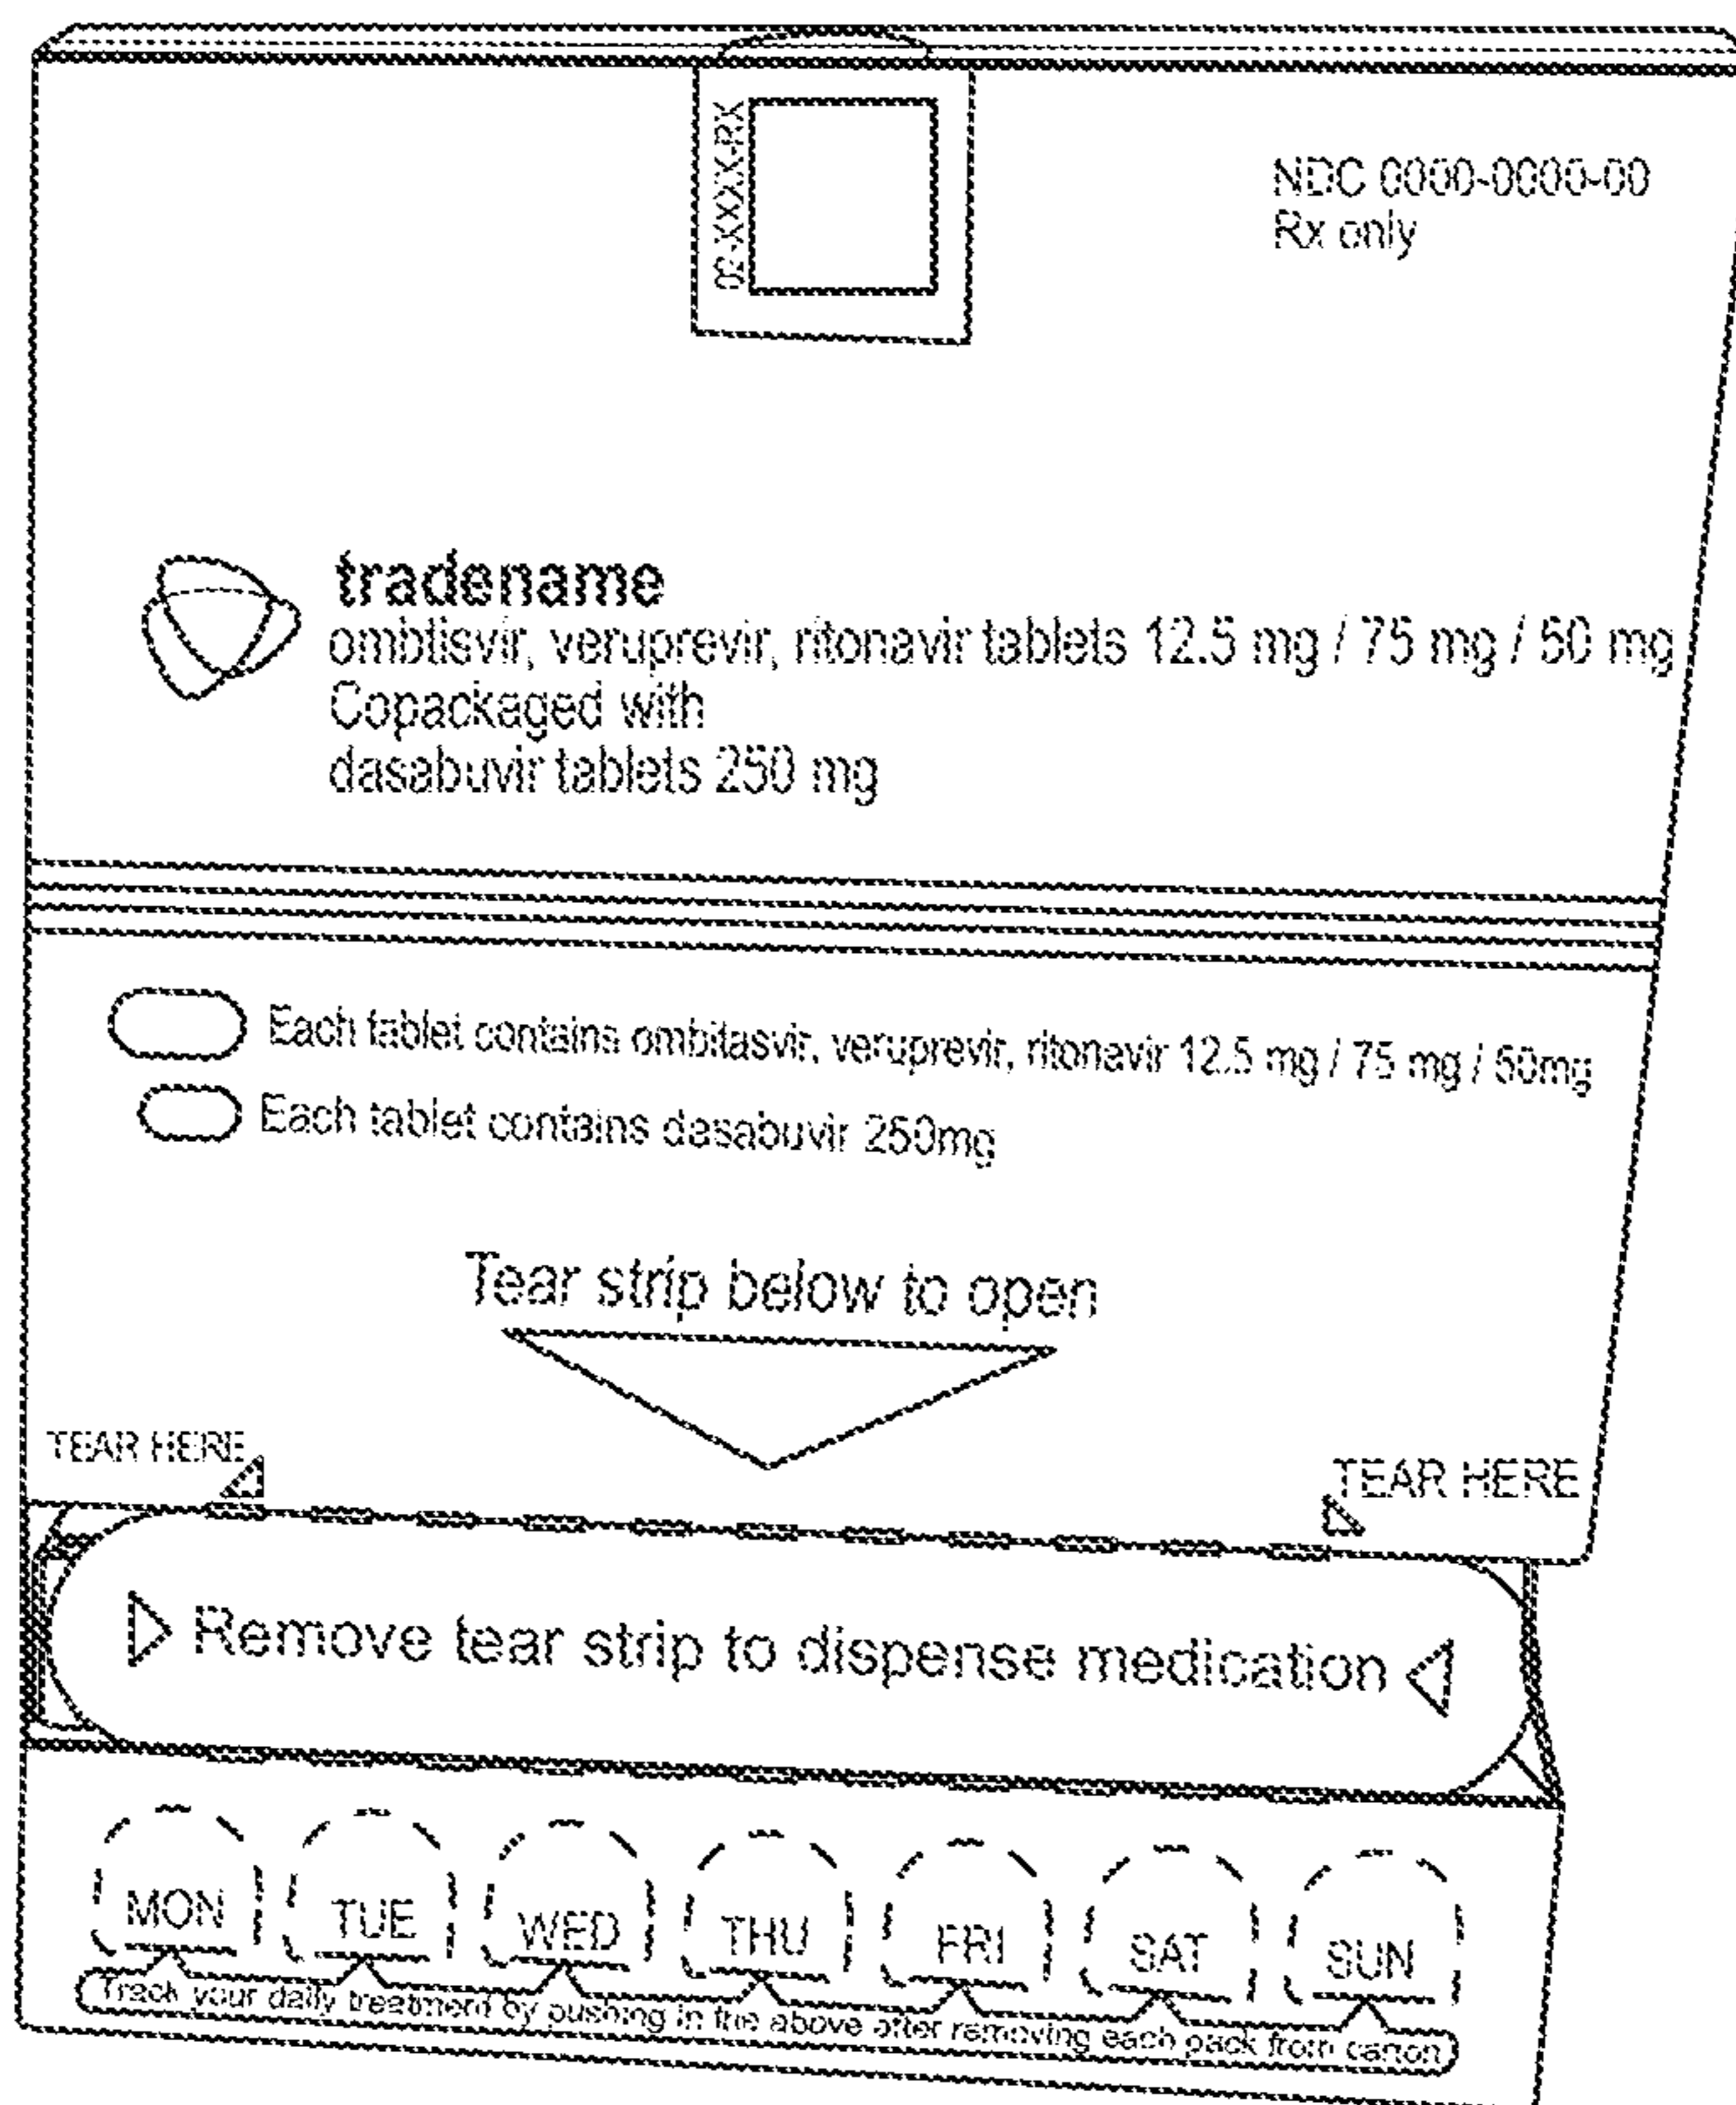 02-XXXX-RX
NDC 0000-0000-00
Rx only
tradename
ombtisvir, veruprevir, ritonavir tablets 12.5 mg / 75 mg / 50 mg
Copackaged with
dasabuvir tablets 250 mg
Each tablet contains ombitasvir, veruprevir, ritonavir 12.5 mg / 75 mg / 50mg
Each tablet contains dasabuvir 250mg
Tear strip below to open
TEAR HERE
TEAR HERE
Remove tear strip to dispense medication
MON TUE WED THU FRI SAT SUN
Track your daily treatment by pushing in the above after removing each pack from carton